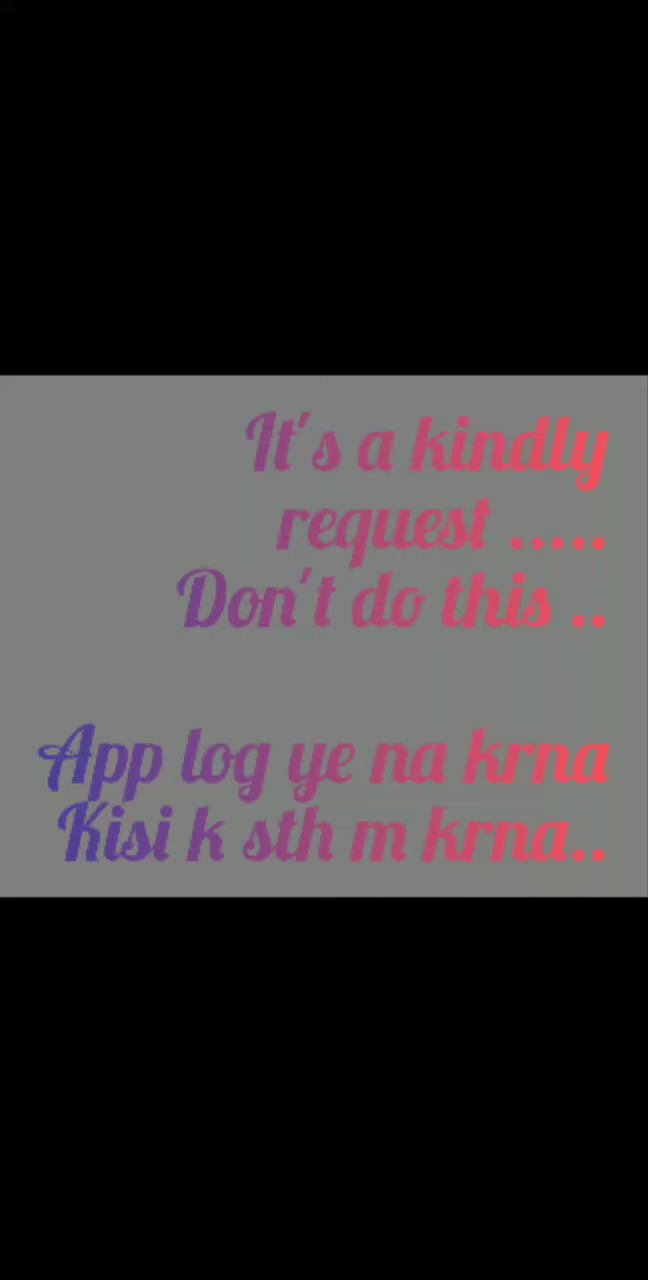 It's a kindly
request .....
Don't do this ..
App log ye na krna
Kisi k sth m krna..